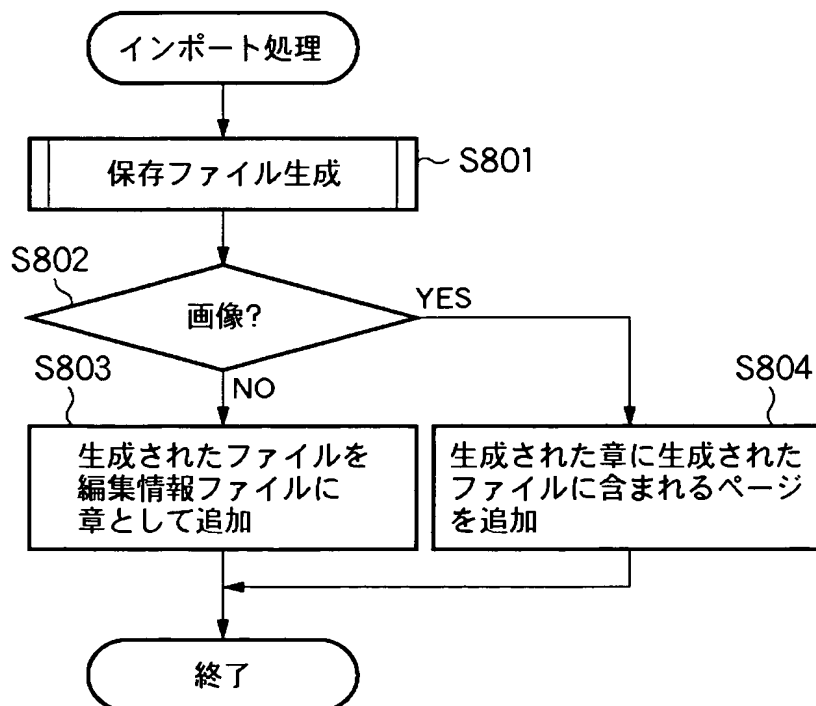 インポート処理
保存ファイル生成
S801
S802
画像?
YES
S803
NO
S804
生成されたファイルを
編集情報ファイルに
章として追加
生成された章に生成された
ファイルに含まれるページ
を追加
終了